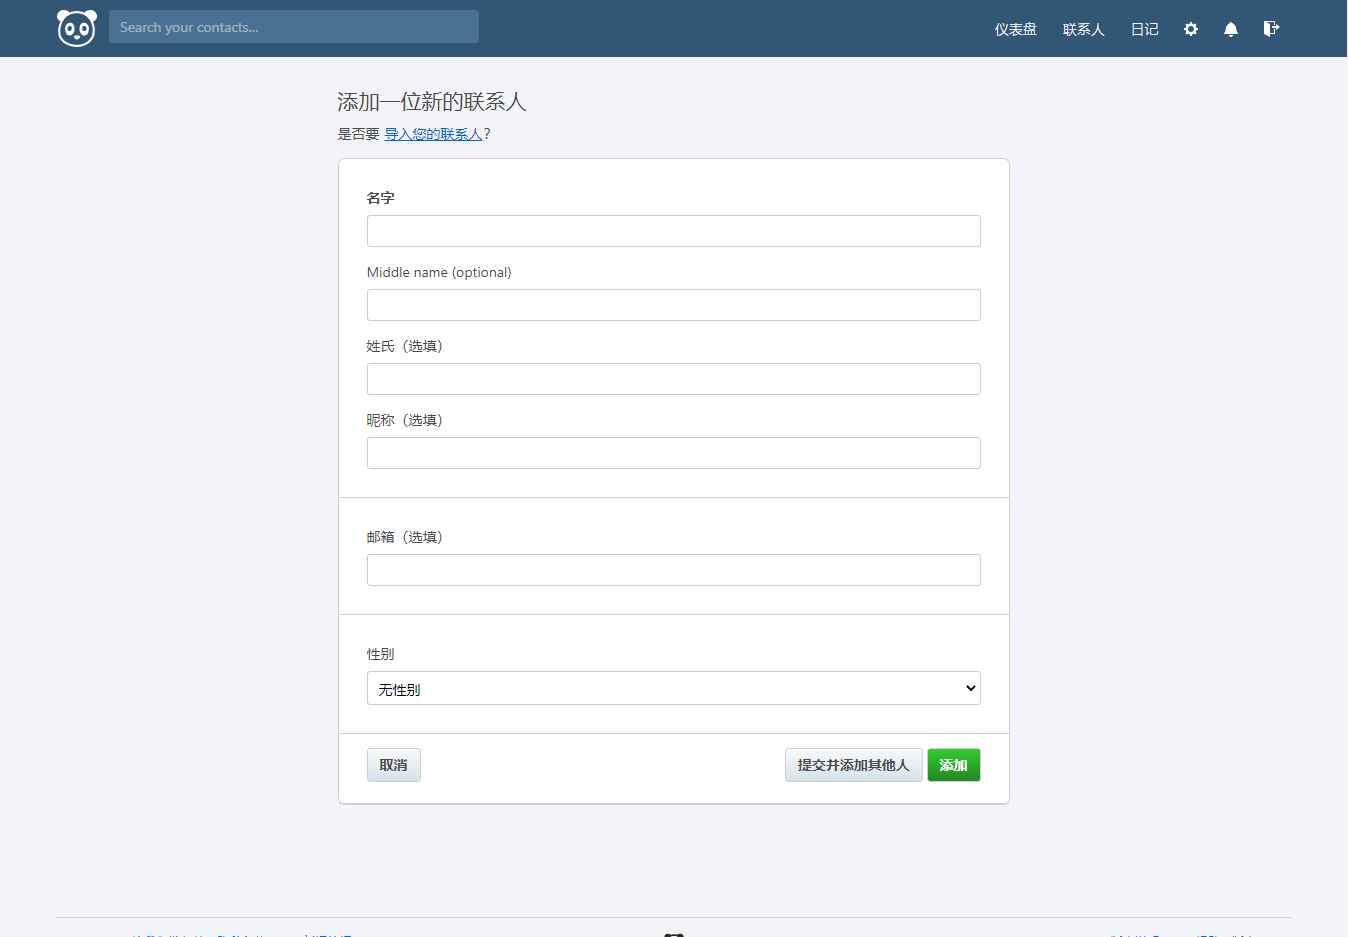 Search your contacts...
仪表盘 联系人 日记
添加一位新的联系人
是否要 导入您的联系人?
名字
Middle name (optional)
姓氏（选填）
昵称（选填）
邮箱（选填）
性别
无性别
取消 提交并添加其他人 添加